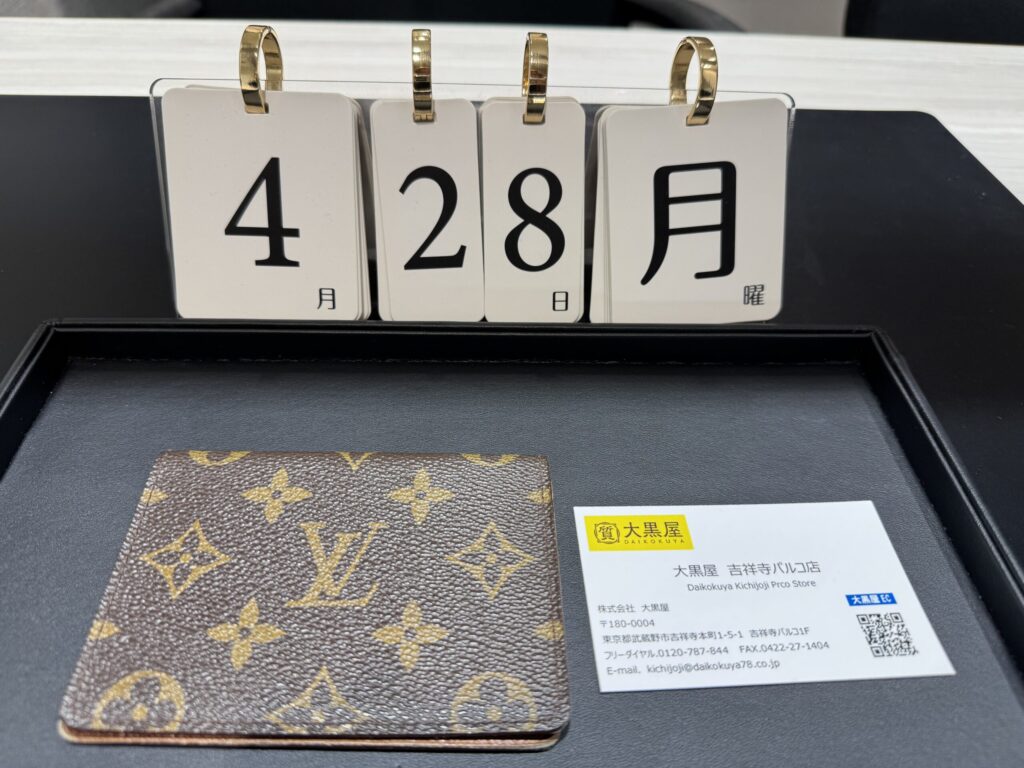 4月 28日 月曜
LV
質 大黒屋
DAIKOKUYA
大黒屋 吉祥寺パルコ店
Daikokuya Kichijoji Prco Store
株式会社 大黒屋
大黒屋 EC
〒180-0004
東京都武蔵野市吉祥寺本町1-5-1 吉祥寺パルコ1F
フリーダイヤル.0120-787-844 FAX.0422-27-1404
E-mail. kichijoji@daikokuya78.co.jp